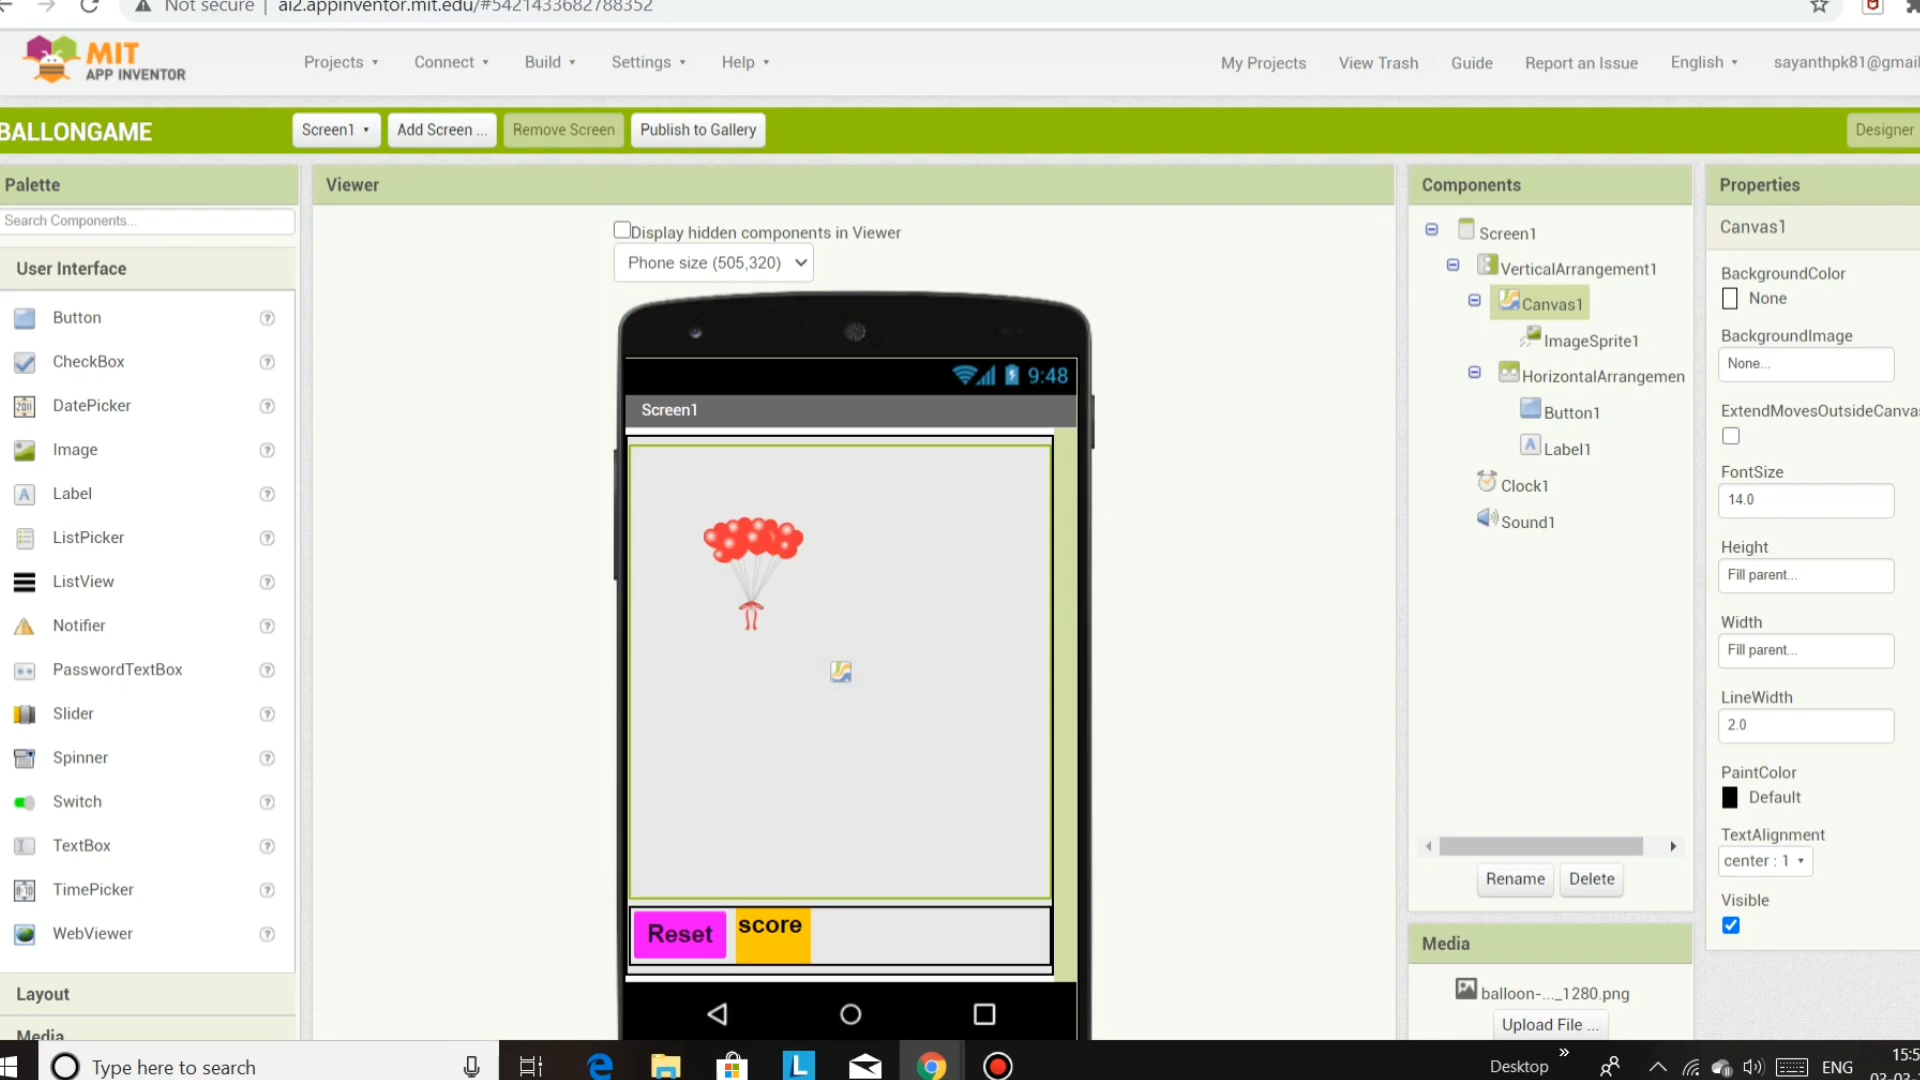 Not secure | ai2.appinventor.mit.edu/#5421433682788352
MIT
APP INVENTOR
Projects Connect Build Settings Help My Projects View Trash Guide Report an Issue English sayanthpk81@gmail
BALLONGAME Screen1 Add Screen ... Remove Screen Publish to Gallery Designer
Palette
Search Components...
User Interface
Button
CheckBox
DatePicker
Image
Label
ListPicker
ListView
Notifier
PasswordTextBox
Slider
Spinner
Switch
TextBox
TimePicker
WebViewer
Layout
Media
Viewer
Display hidden components in Viewer
Phone size (505,320)
9:48
Screen1
Reset score
Components
Screen1
VerticalArrangement1
Canvas1
ImageSprite1
HorizontalArrangemen
Button1
A Label1
Clock1
Sound1
Rename Delete
Media
balloon-..._1280.png
Upload File ...
Properties
Canvas1
BackgroundColor
None
BackgroundImage
None...
ExtendMovesOutsideCanvas
FontSize
14.0
Height
Fill parent...
Width
Fill parent...
LineWidth
2.0
PaintColor
Default
TextAlignment
center : 1
Visible
Type here to search L Desktop ENG
15:5
03-03-